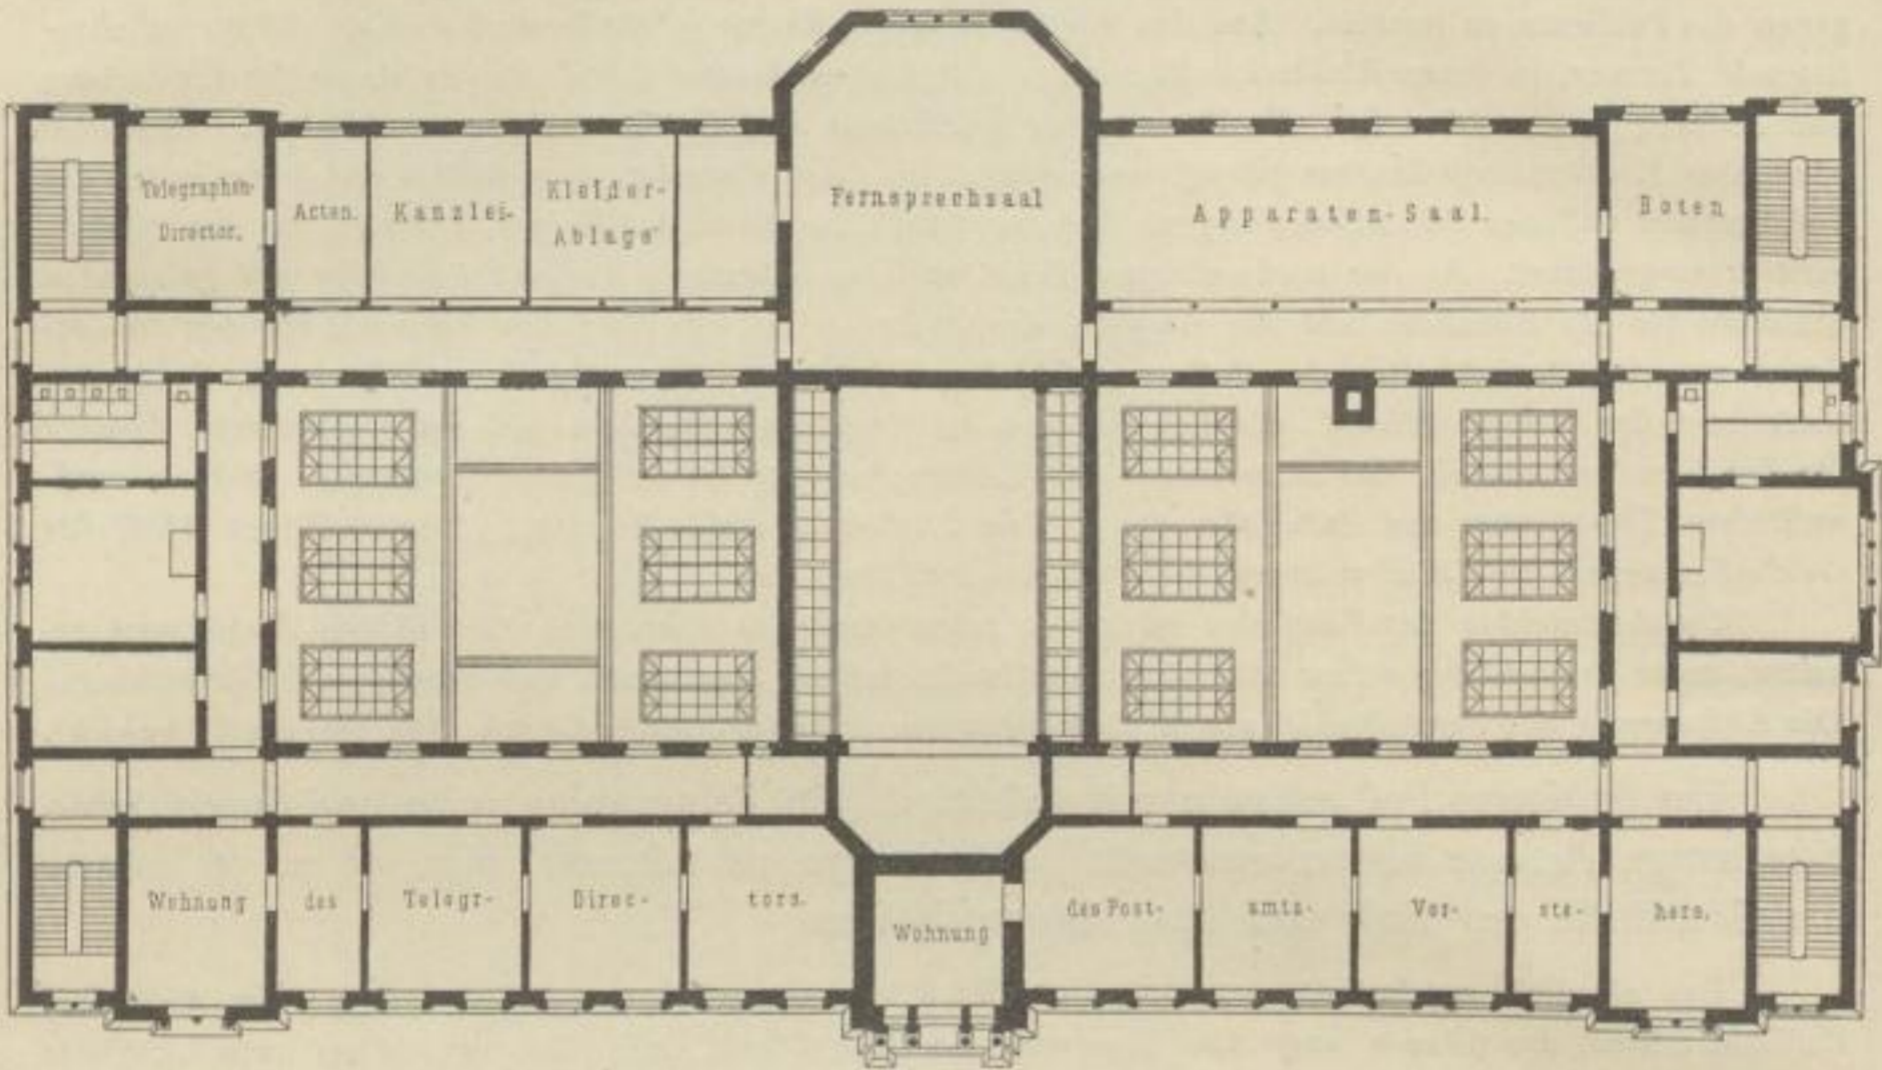 Telegraphen-
Director.
Acten.
Kanzlei-
Kleider-
Ablage
Fernsprechsaal
Apparaten-Saal.
Boten
Wohnung
des
Telegr-
Direc-
tors.
Wohnung
des Post-
amts-
Vor-
ste-
hers.